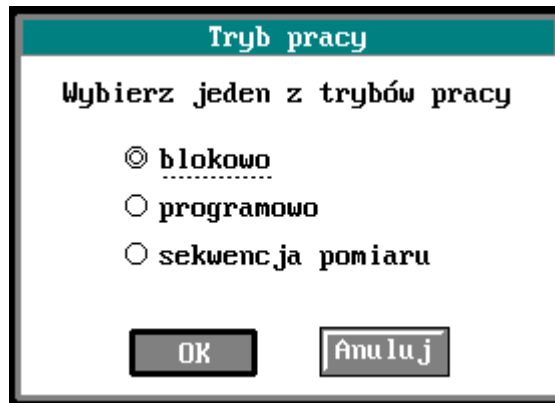 Tryb pracy
Wybierz jeden z trybów pracy
blokowo
programowo
sekwencja pomiaru
OK
Anuluj